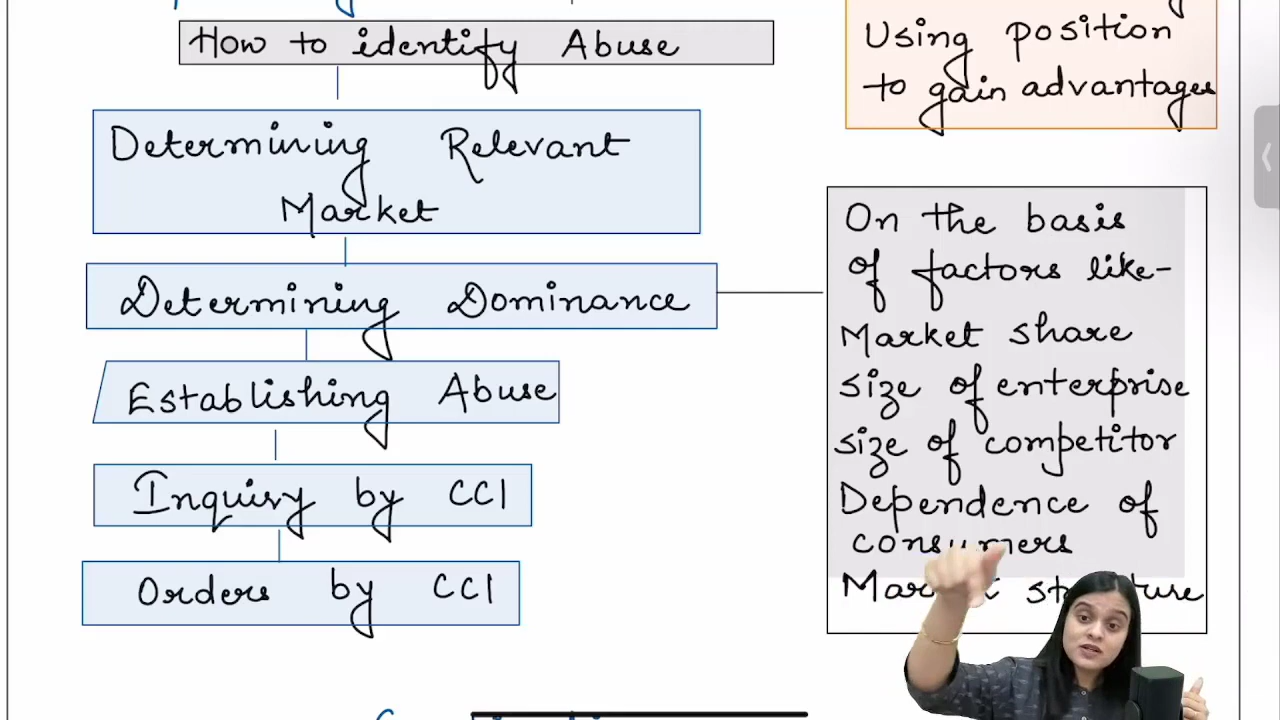 How to identify Abuse
Determining Relevant
Market
Determining Dominance
Establishing Abuse
Inquiry by CCI
Orders by CCI
Using position
to gain advantages
On the basis
of factors like-
Market share
size of enterprise
size of competitor
Dependence of
consumers